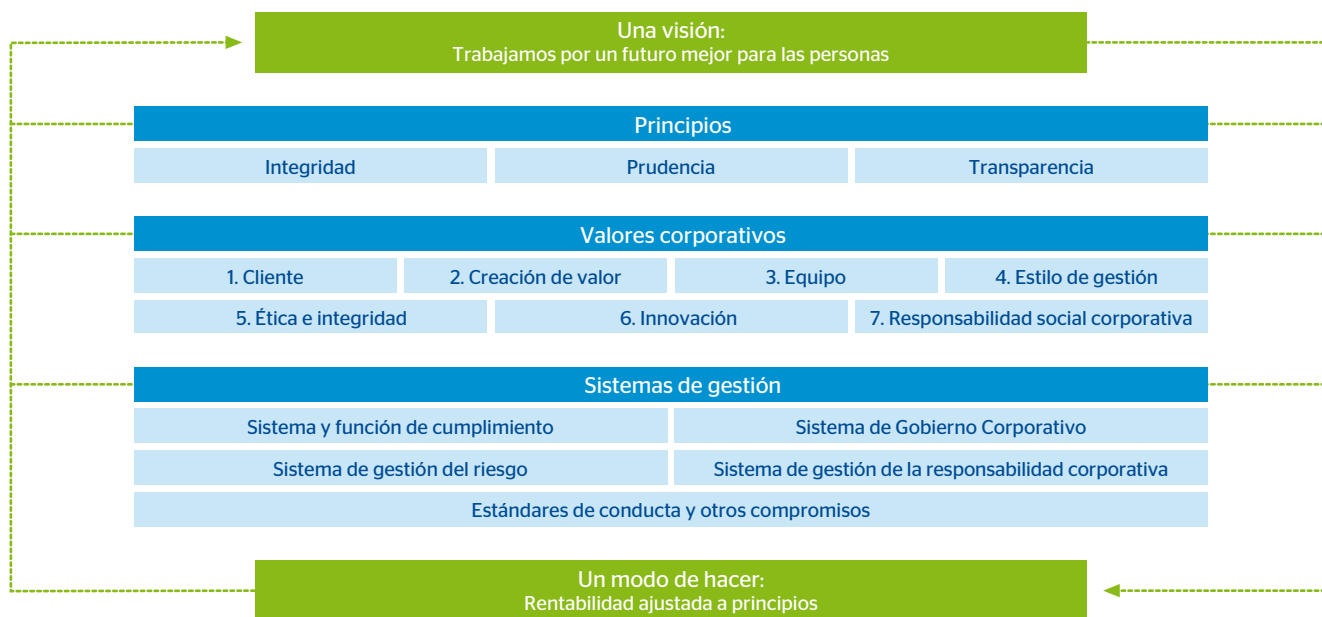 Una visión:
Trabajamos por un futuro mejor para las personas
Principios
Integridad
Prudencia
Transparencia
Valores corporativos
1. Cliente
2. Creación de valor
3. Equipo
4. Estilo de gestión
5. Ética e integridad
6. Innovación
7. Responsabilidad social corporativa
Sistemas de gestión
Sistema y función de cumplimiento
Sistema de Gobierno Corporativo
Sistema de gestión del riesgo
Sistema de gestión de la responsabilidad corporativa
Estándares de conducta y otros compromisos
Un modo de hacer:
Rentabilidad ajustada a principios